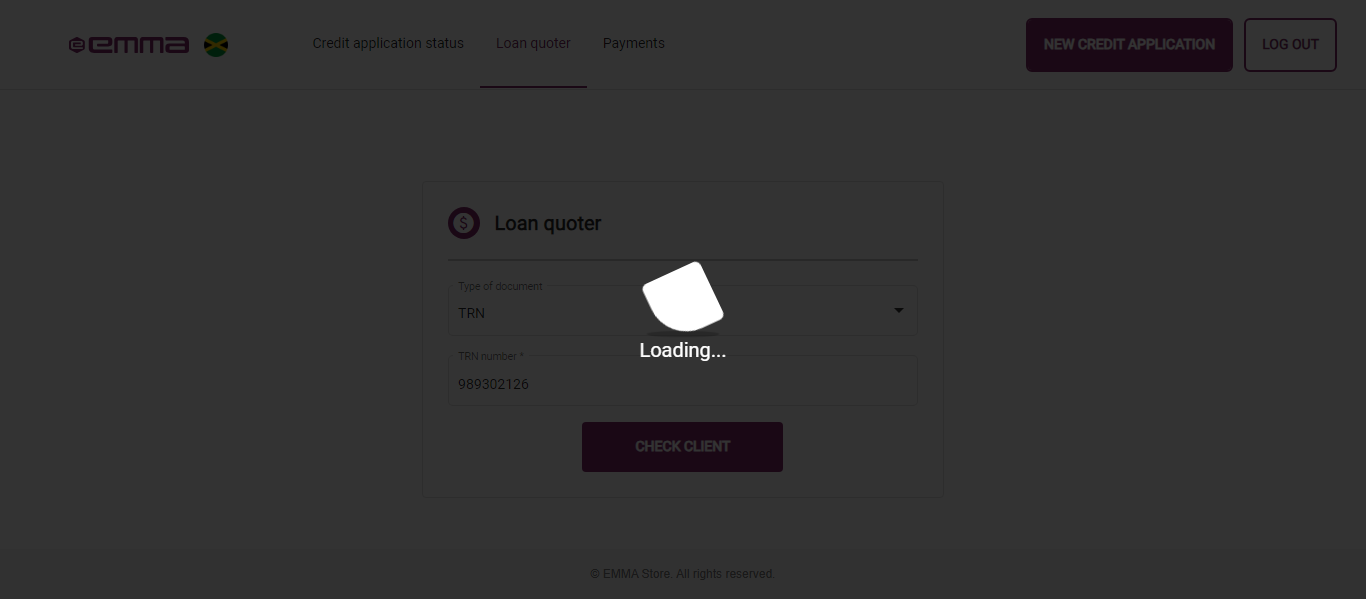 emma
Credit application status
Loan quoter
Payments
NEW CREDIT APPLICATION
LOG OUT
$ Loan quoter
Type of document
TRN
Loading...
TRN number *
989302126
CHECK CLIENT
© EMMA Store. All rights reserved.